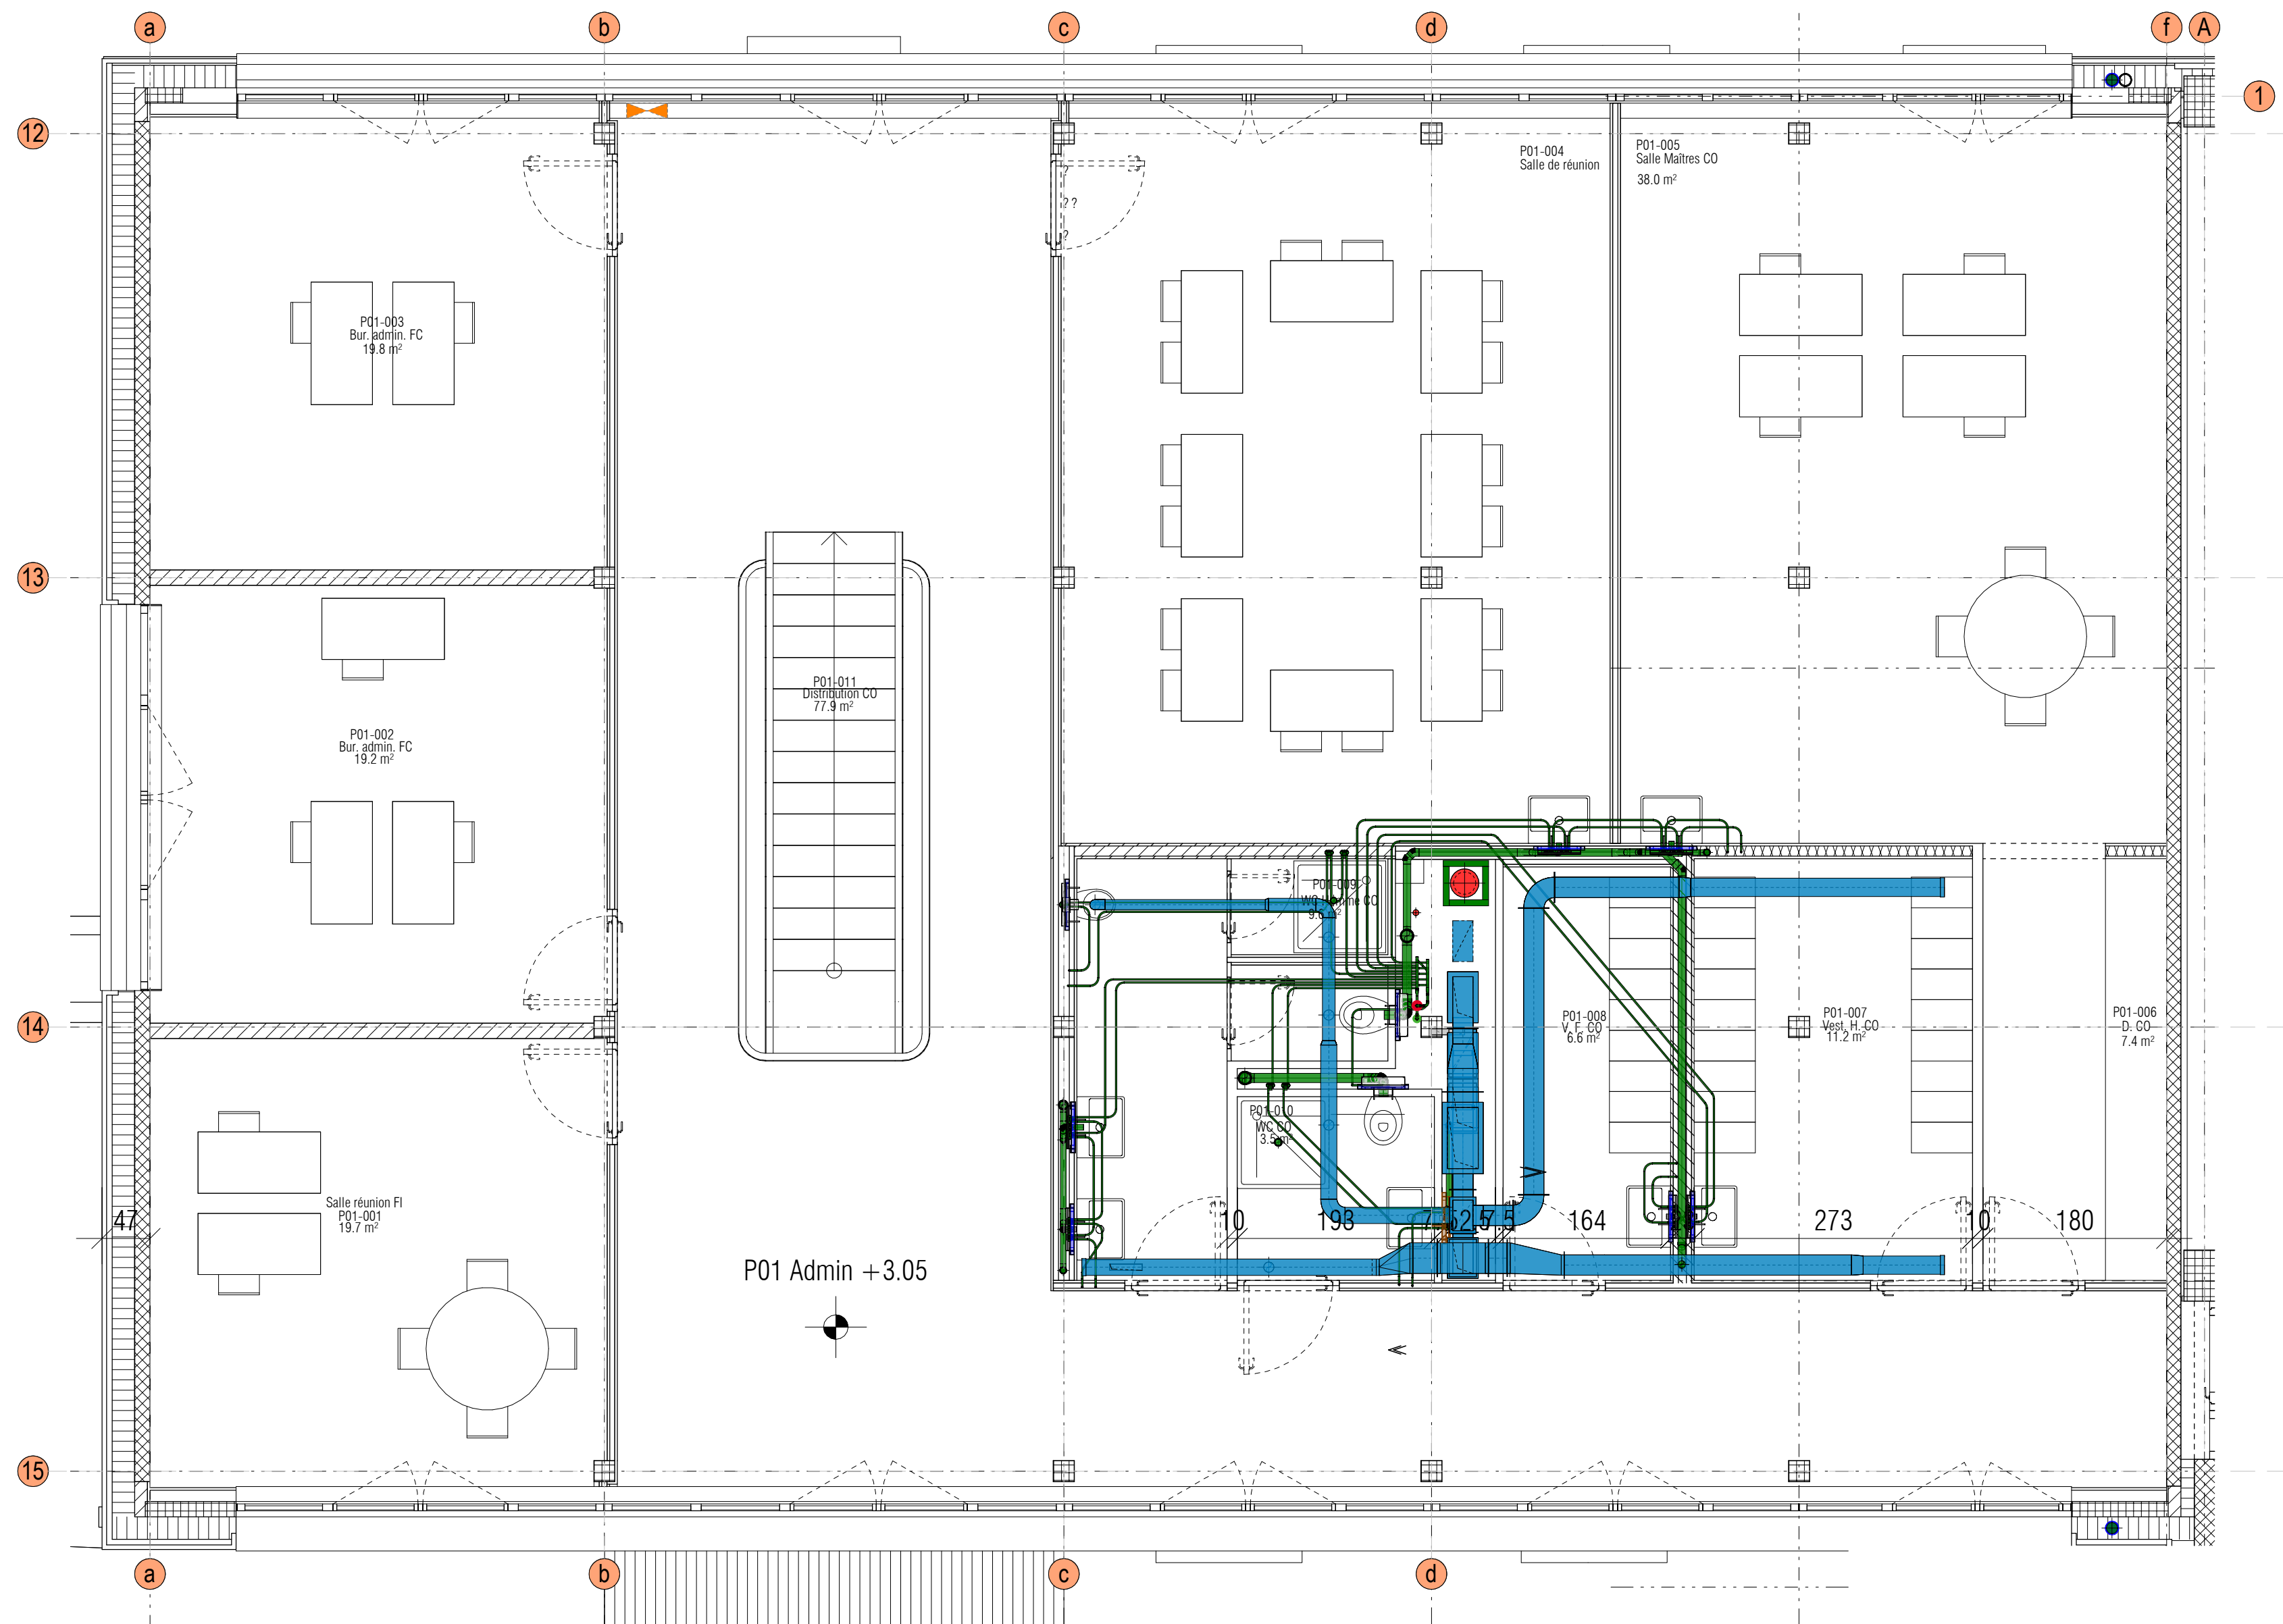 a
b
c
d
f
A
12
1
P01-004
Salle de réunion
P01-005
Salle Maîtres CO
38.0 m²
?
? ?
?
P01-003
Bur. admin. FC
19.8 m²
13
P01-011
Distribution CO
77.9 m²
P01-002
Bur. admin. FC
19.2 m²
P01-009
14
P01-008
V. F. CO
6.6 m²
P01-007
Vest. H. CO
11.2 m²
P01-006
D. CO
7.4 m²
P01-010
WC CO
3.5 m²
Salle réunion FI
P01-001
19.7 m²
47
10
193
164
273
10
180
P01 Admin +3.05
15
a
b
c
d